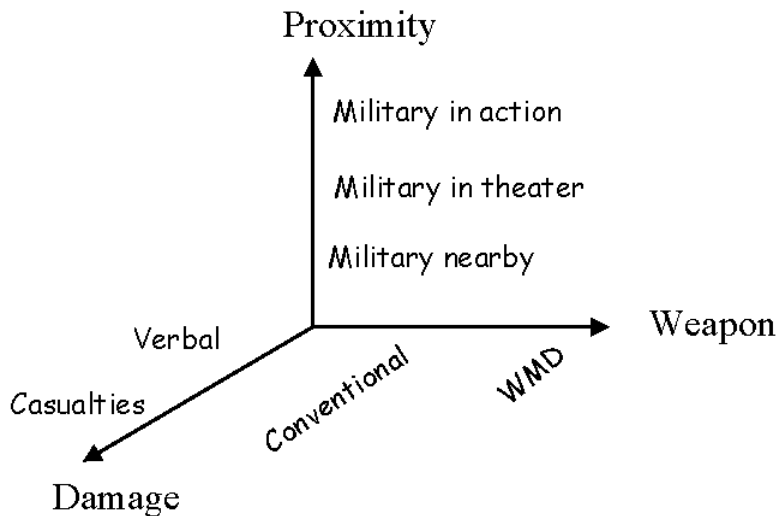 Proximity
Military in action
Military in theater
Military nearby
Weapon
Verbal
Conventional
WMD
Casualties
Damage